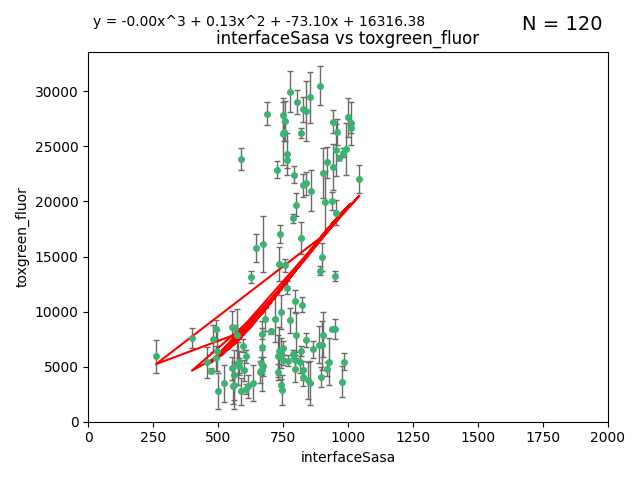 y = -0.00x^3 + 0.13x^2 + -73.10x + 16316.38
N = 120
interfaceSasa vs toxgreen_fluor
30000
25000
20000
15000
10000
5000
0
toxgreen_fluor
0 250 500 750 1000 1250 1500 1750 2000
interfaceSasa